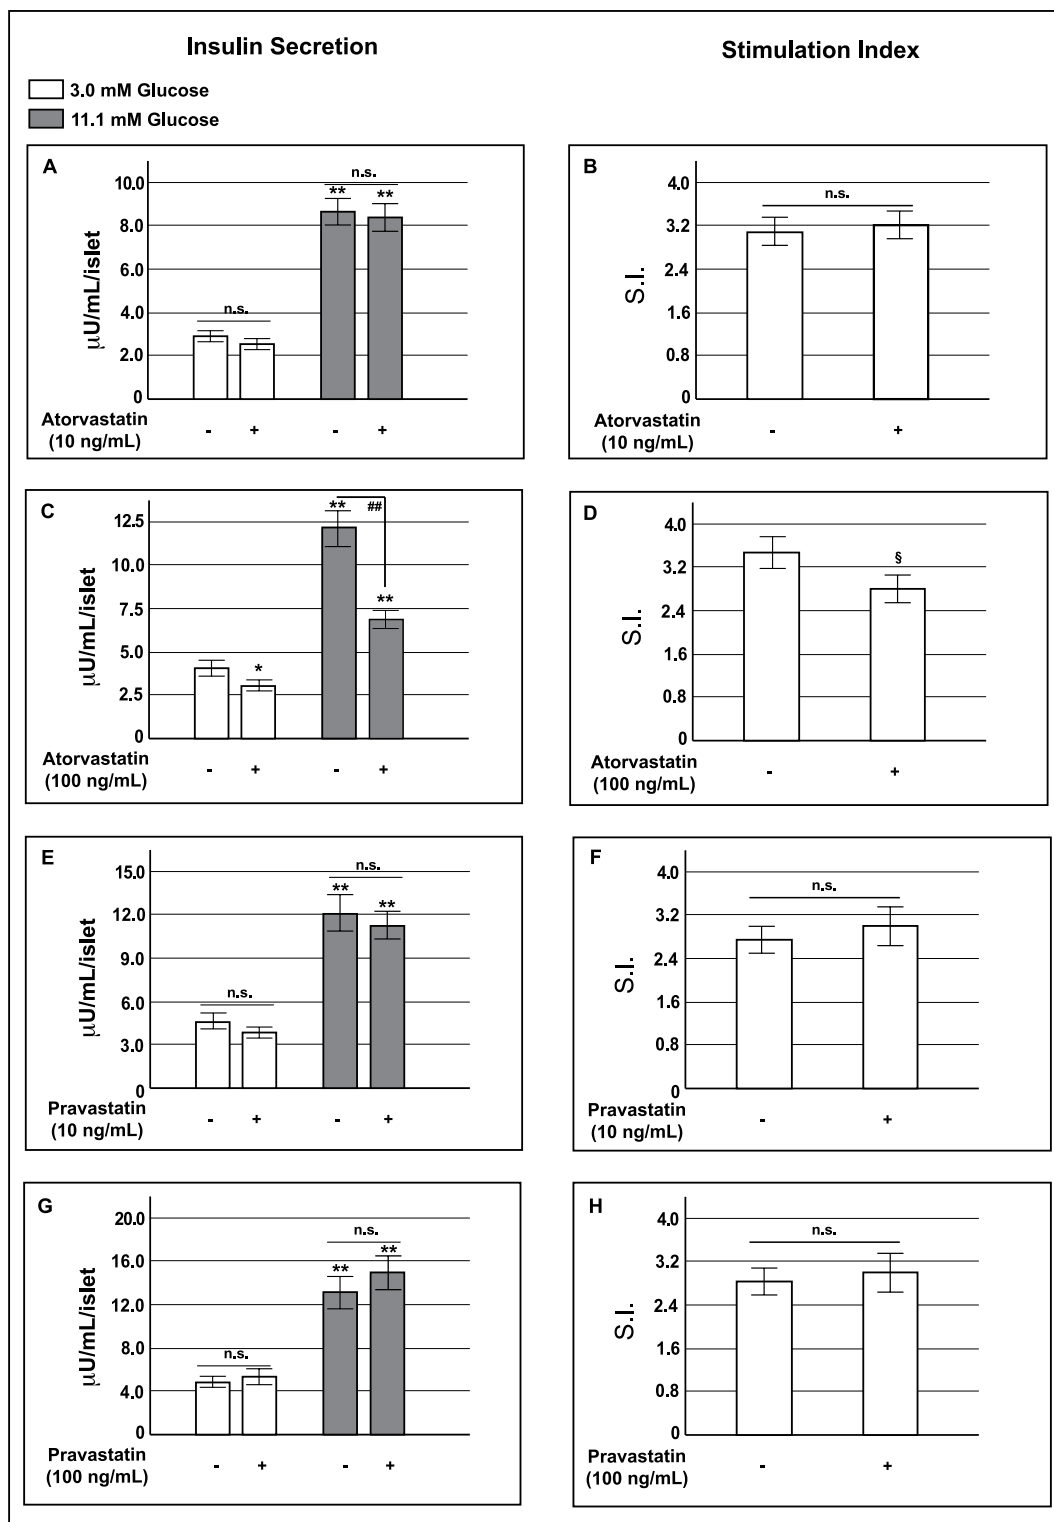 Insulin Secretion
Stimulation Index
3.0 mM Glucose
11.1 mM Glucose
A
μU/mL/islet
10.0
8.0
6.0
4.0
2.0
0
n.s.
n.s.
** **
Atorvastatin
(10 ng/mL)
- + - +
B
S.I.
4.0
3.2
2.4
1.6
0.8
0
n.s.
Atorvastatin
(10 ng/mL)
- +
C
μU/mL/islet
12.5
10.0
7.5
5.0
2.5
0
*
**
##
**
Atorvastatin
(100 ng/mL)
- + - +
D
S.I.
4.0
3.2
2.4
1.6
0.8
0
§
Atorvastatin
(100 ng/mL)
- +
E
μU/mL/islet
15.0
12.0
9.0
6.0
3.0
0
n.s.
n.s.
** **
Pravastatin
(10 ng/mL)
- + - +
F
S.I.
4.0
3.2
2.4
1.6
0.8
0
n.s.
Pravastatin
(10 ng/mL)
- +
G
μU/mL/islet
20.0
16.0
12.0
8.0
4.0
0
n.s.
n.s.
** **
Pravastatin
(100 ng/mL)
- + - +
H
S.I.
4.0
3.2
2.4
1.6
0.8
0
n.s.
Pravastatin
(100 ng/mL)
- +